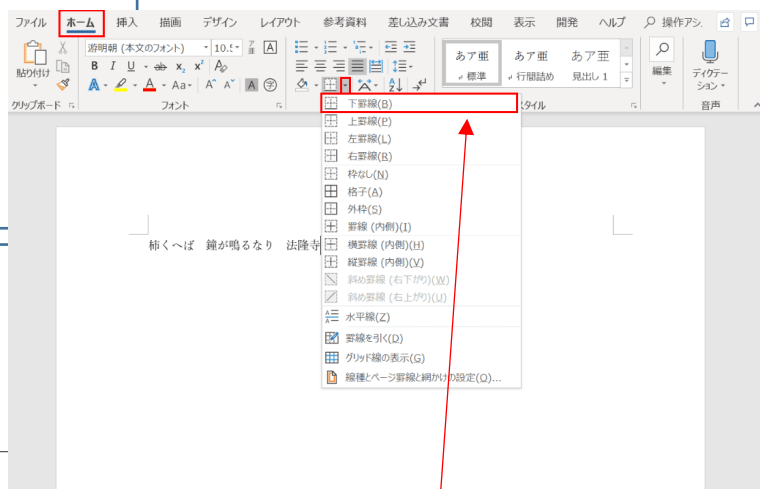 ファイル ホーム 挿入 描画 デザイン レイアウト 参考資料 差し込み文書 校閲 表示 開発 ヘルプ 操作アシ
游明朝 (本文のフォント) 10.5
あア亜 あア亜 あア亜
標準 行間詰め 見出し 1
貼り付け
編集
ディクテー
ション
クリップボード フォント スタイル 音声
下罫線(B)
上罫線(P)
左罫線(L)
右罫線(R)
枠なし(N)
格子(A)
外枠(S)
罫線 (内側)(I)
横罫線 (内側)(H)
縦罫線 (内側)(V)
斜め罫線 (右下がり)(W)
斜め罫線 (右上がり)(U)
水平線(Z)
罫線を引く(D)
グリッド線の表示(G)
線種とページ罫線と網かけの設定(O)...
柿くへば 鐘が鳴るなり 法隆寺